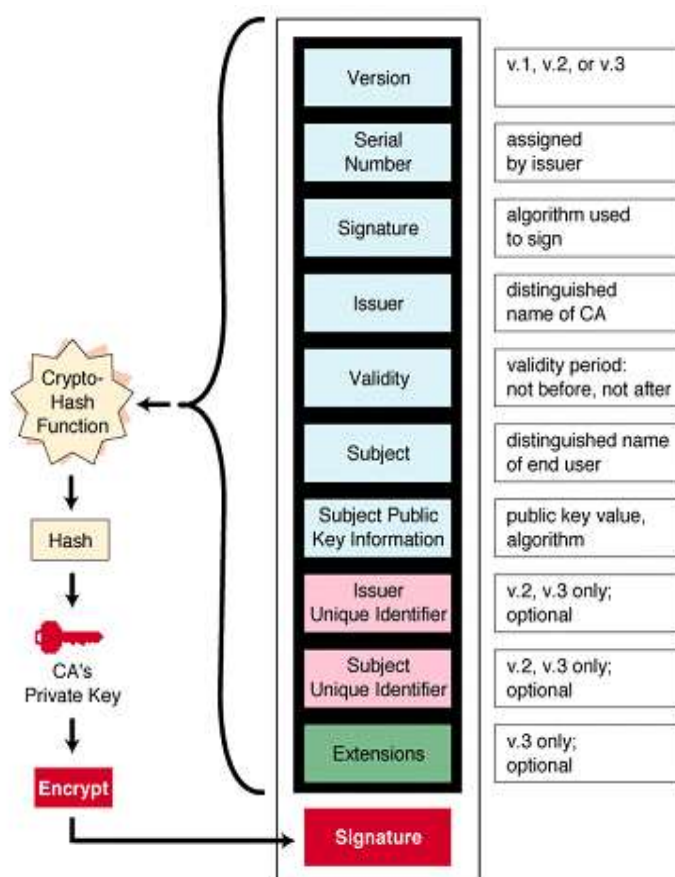 Version
v.1, v.2, or v.3
Serial
Number
assigned
by issuer
Signature
algorithm used
to sign
Issuer
distinguished
name of CA
Validity
validity period:
not before, not after
Subject
distinguished name
of end user
Subject Public
Key Information
public key value,
algorithm
Issuer
Unique Identifier
v.2, v.3 only;
optional
Subject
Unique Identifier
v.2, v.3 only;
optional
Extensions
v.3 only;
optional
Crypto-
Hash
Function
Hash
CA's
Private Key
Encrypt
Signature